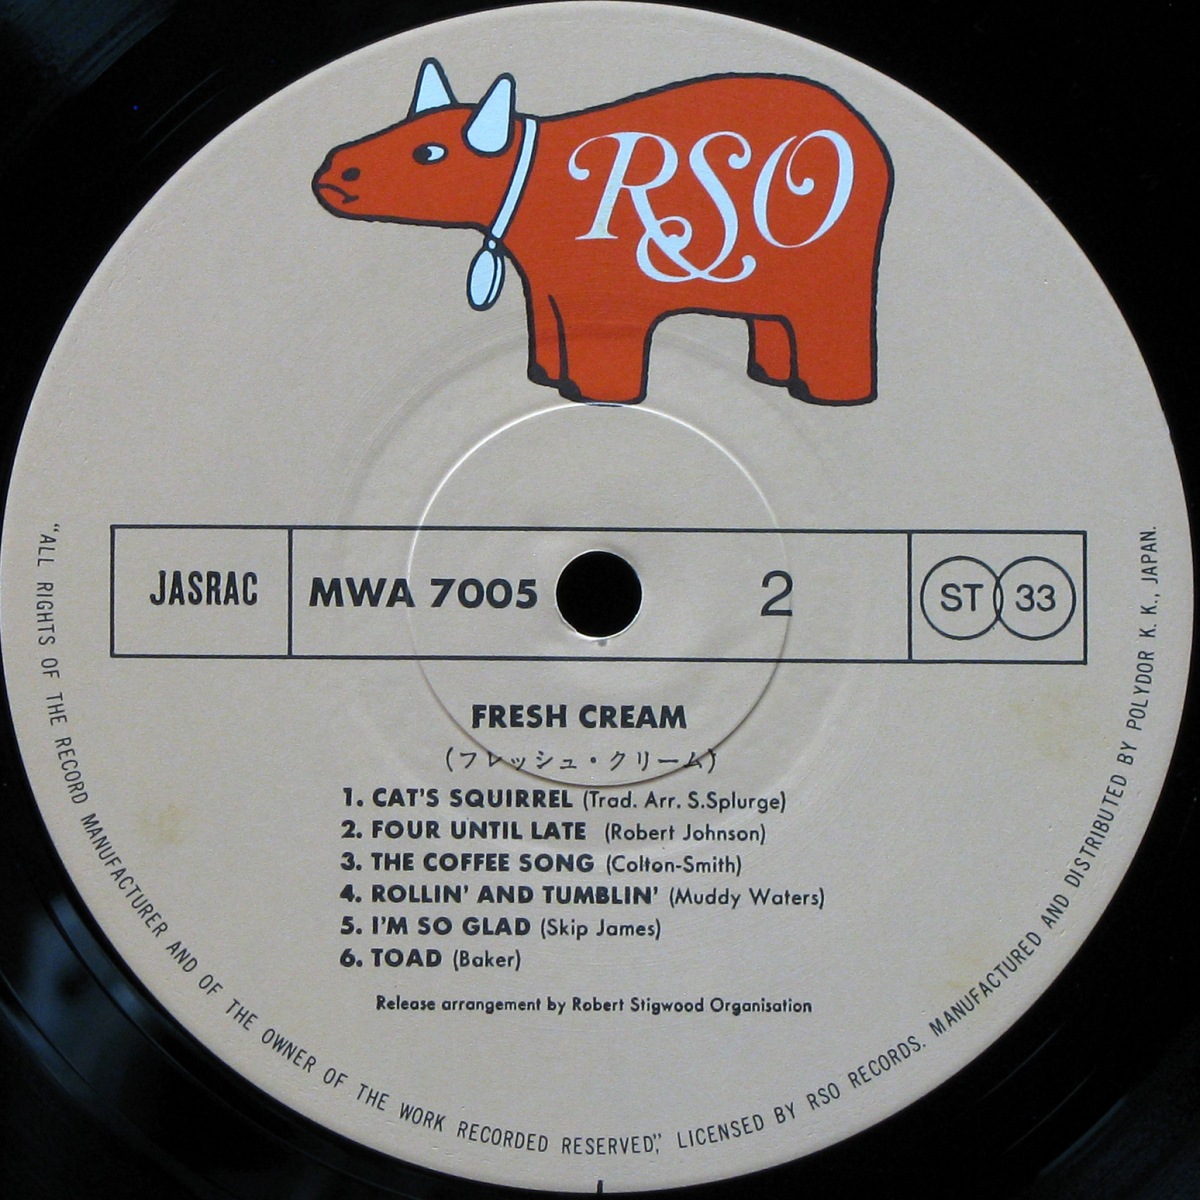 RSO
JASRAC
MWA 7005
2
ST 33
FRESH CREAM
(フレッシュ・クリーム)
1. CAT'S SQUIRREL (Trad. Arr. S.Splurge)
2. FOUR UNTIL LATE (Robert Johnson)
3. THE COFFEE SONG (Colton-Smith)
4. ROLLIN' AND TUMBLIN' (Muddy Waters)
5. I'M SO GLAD (Skip James)
6. TOAD (Baker)
Release arrangement by Robert Stigwood Organisation
"ALL RIGHTS OF THE RECORD MANUFACTURER AND OF THE OWNER OF THE WORK RECORDED RESERVED", LICENSED BY RSO RECORDS. MANUFACTURED AND DISTRIBUTED BY POLYDOR K. K., JAPAN.